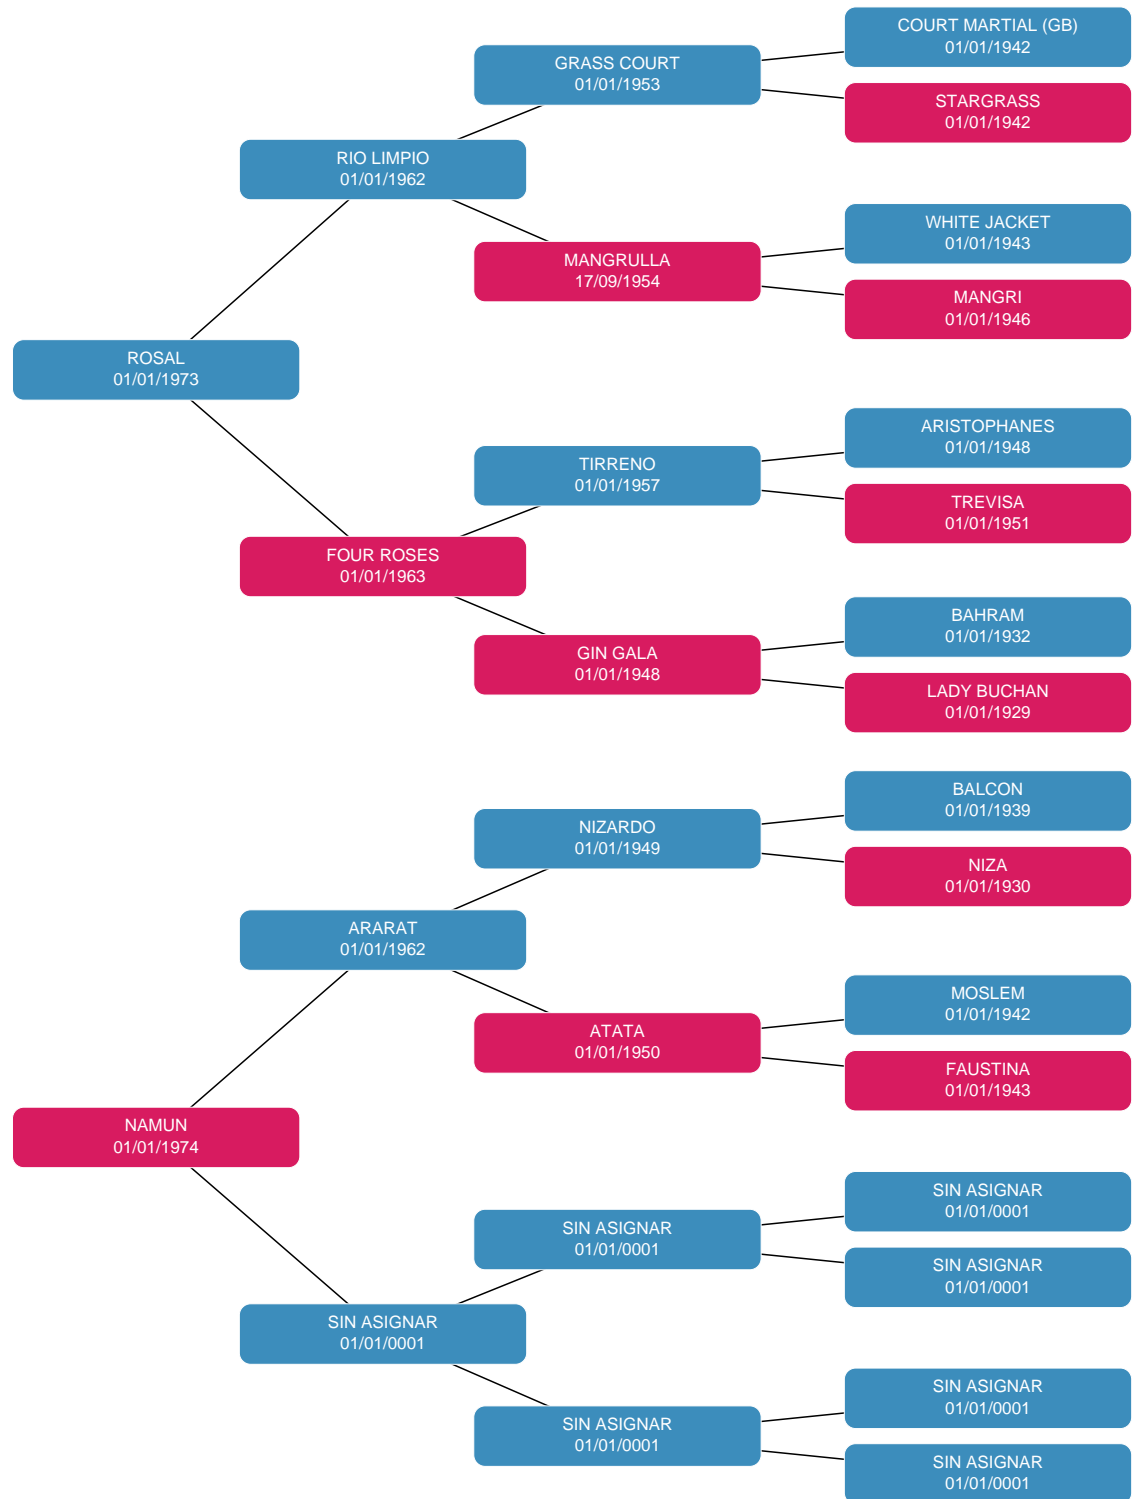 COURT MARTIAL (GB)
01/01/1942
GRASS COURT
01/01/1953
STARGRASS
01/01/1942
RIO LIMPIO
01/01/1962
WHITE JACKET
01/01/1943
MANGRULLA
17/09/1954
MANGRI
01/01/1946
ROSAL
01/01/1973
ARISTOPHANES
01/01/1948
TIRRENO
01/01/1957
TREVISA
01/01/1951
FOUR ROSES
01/01/1963
BAHRAM
01/01/1932
GIN GALA
01/01/1948
LADY BUCHAN
01/01/1929
BALCON
01/01/1939
NIZARDO
01/01/1949
NIZA
01/01/1930
ARARAT
01/01/1962
MOSLEM
01/01/1942
ATATA
01/01/1950
FAUSTINA
01/01/1943
NAMUN
01/01/1974
SIN ASIGNAR
01/01/0001
SIN ASIGNAR
01/01/0001
SIN ASIGNAR
01/01/0001
SIN ASIGNAR
01/01/0001
SIN ASIGNAR
01/01/0001
SIN ASIGNAR
01/01/0001
SIN ASIGNAR
01/01/0001